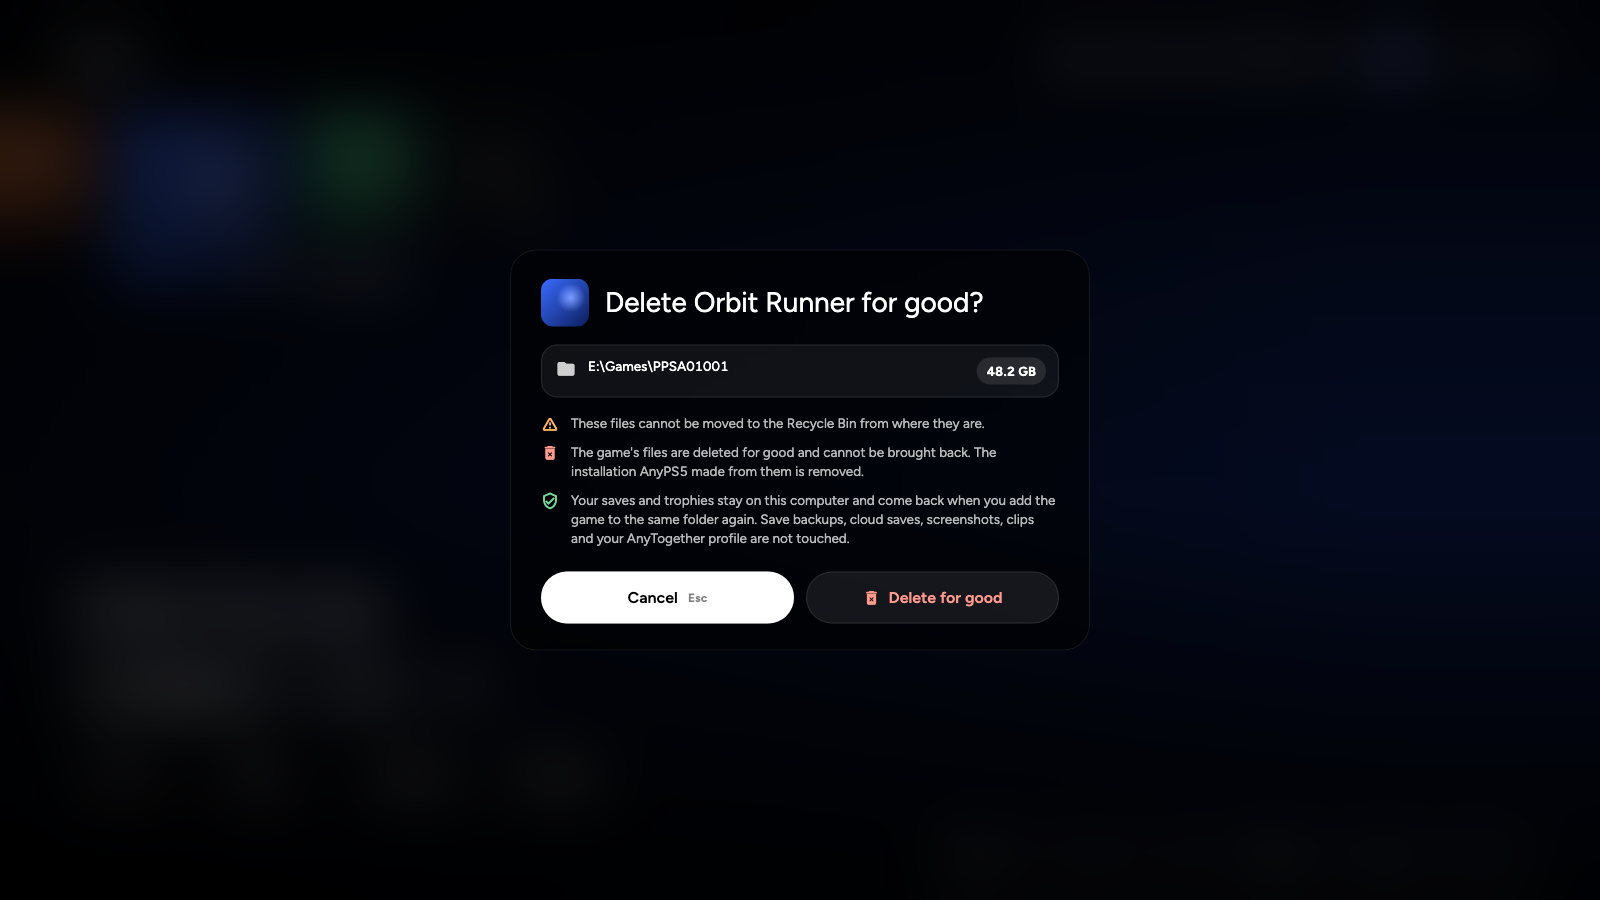 Delete Orbit Runner for good?
E:\Games\PPSA01001
48.2 GB
These files cannot be moved to the Recycle Bin from where they are.
The game's files are deleted for good and cannot be brought back. The
installation AnyPS5 made from them is removed.
Your saves and trophies stay on this computer and come back when you add the
game to the same folder again. Save backups, cloud saves, screenshots, clips
and your AnyTogether profile are not touched.
Cancel Esc
Delete for good